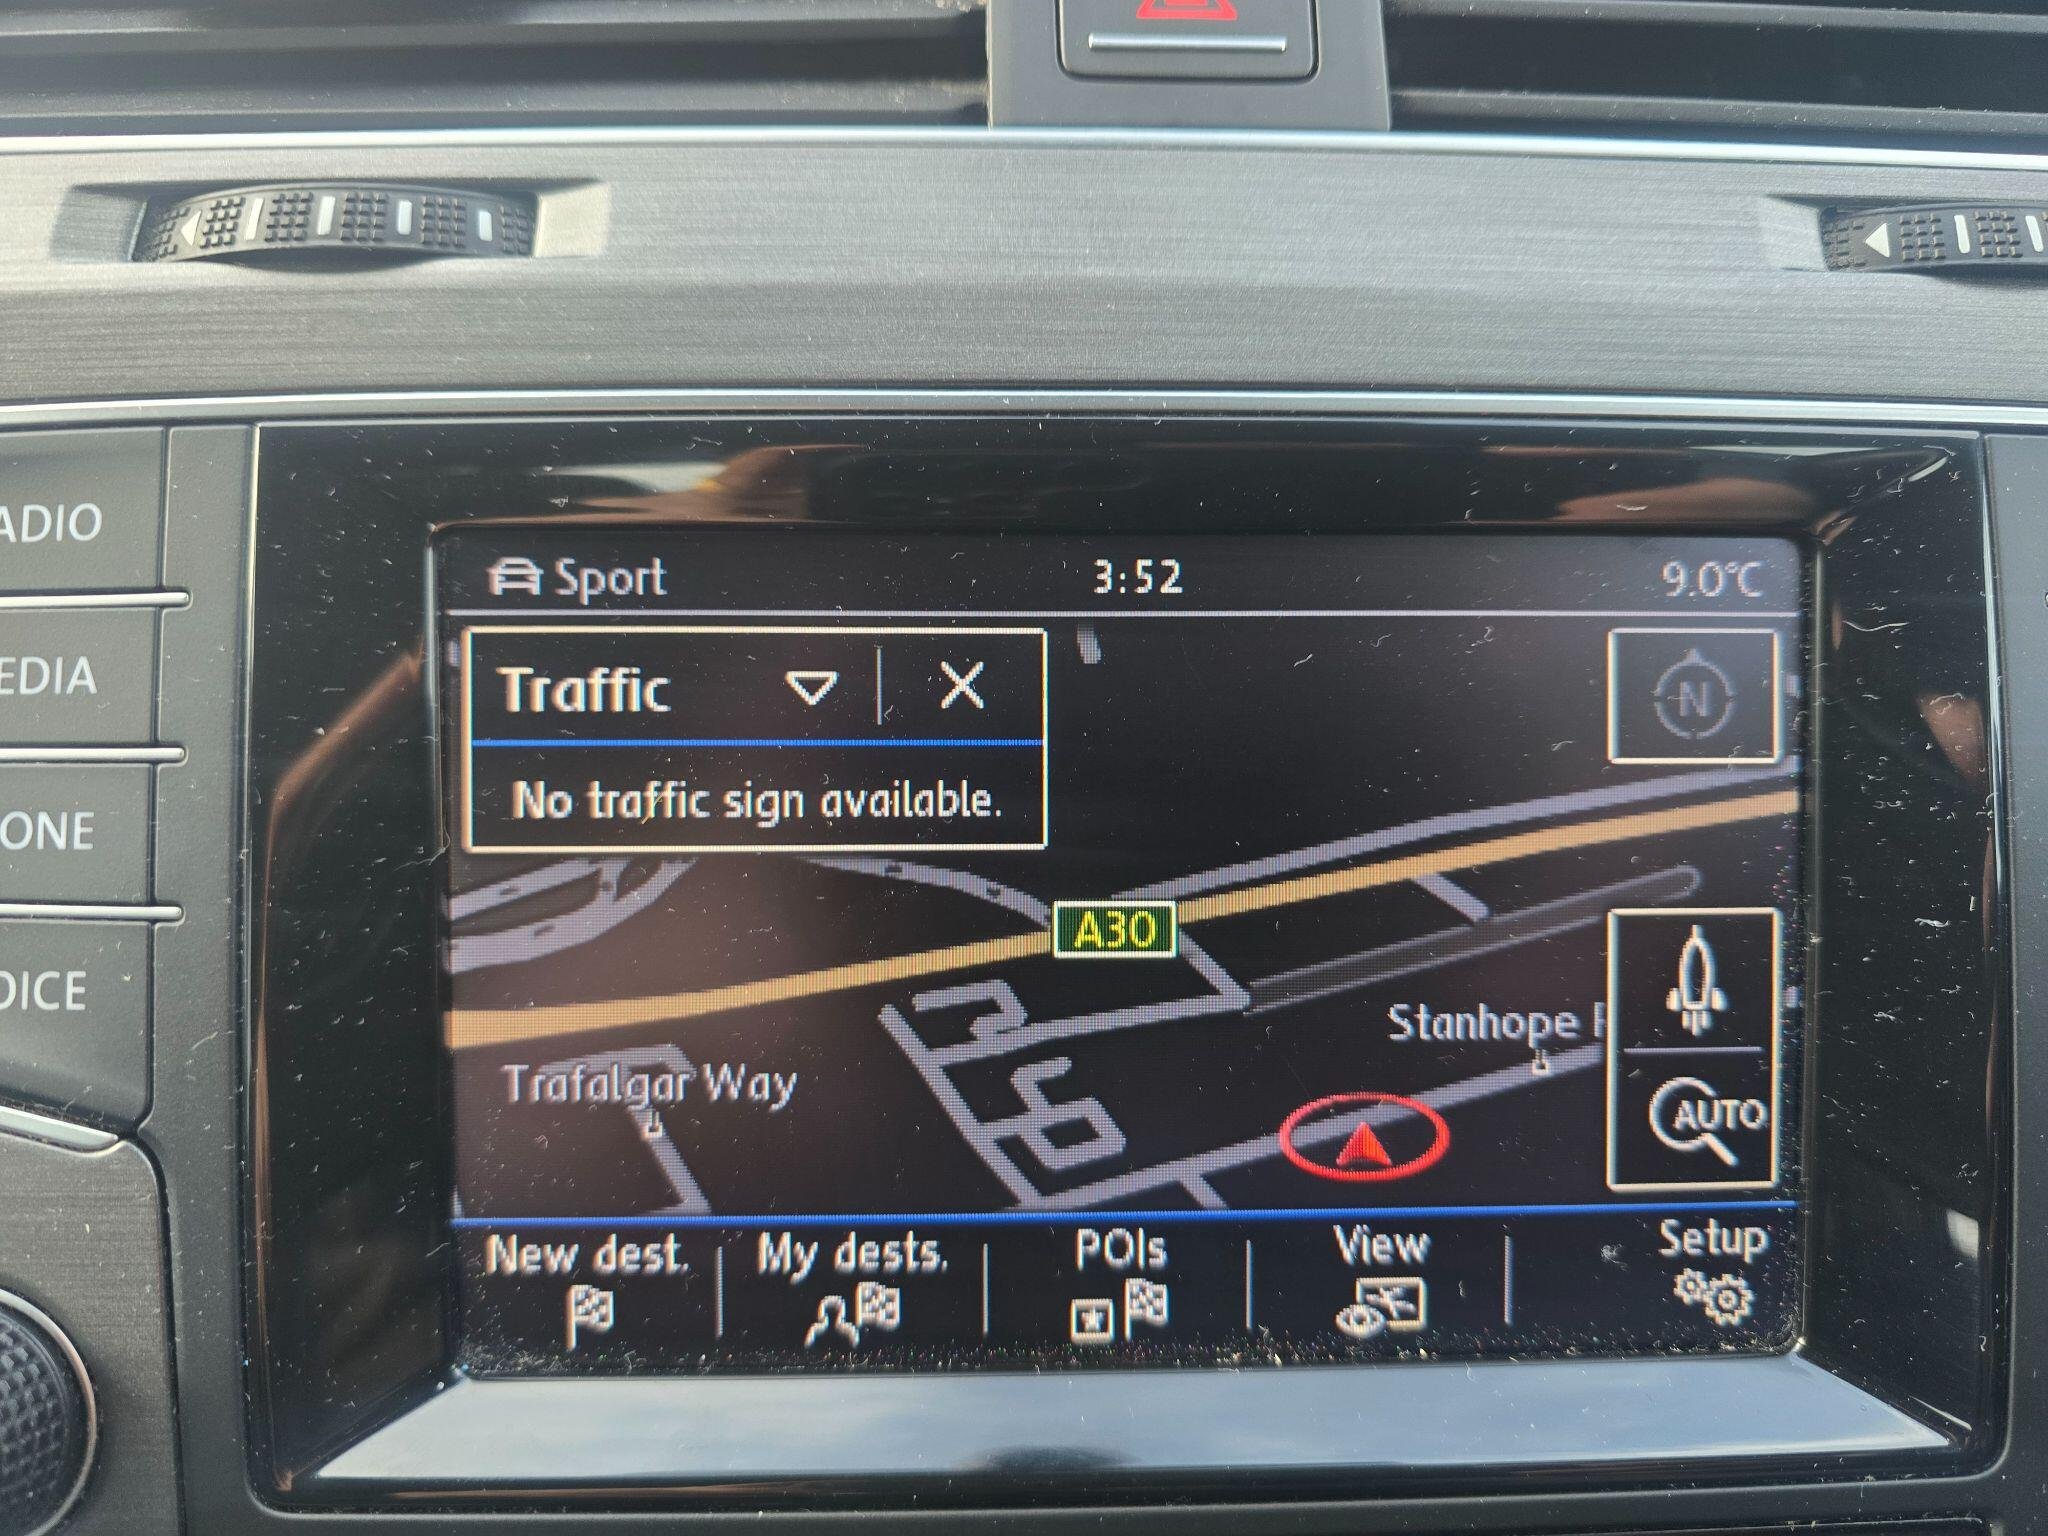 Sport 3:52 9.0°C
Traffic
No traffic sign available.
N
A30
Stanhope
Trafalgar Way
AUTO
New dest. My dests. POIs View Setup
ADIO
EDIA
ONE
OICE